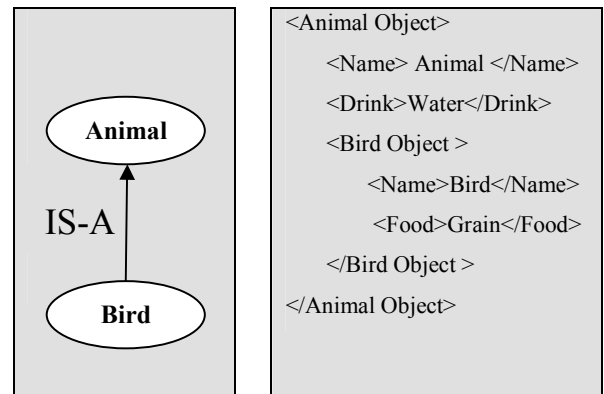 Animal
IS-A
Bird
<Animal Object>
<Name> Animal </Name>
<Drink>Water</Drink>
<Bird Object >
<Name>Bird</Name>
<Food>Grain</Food>
</Bird Object >
</Animal Object>